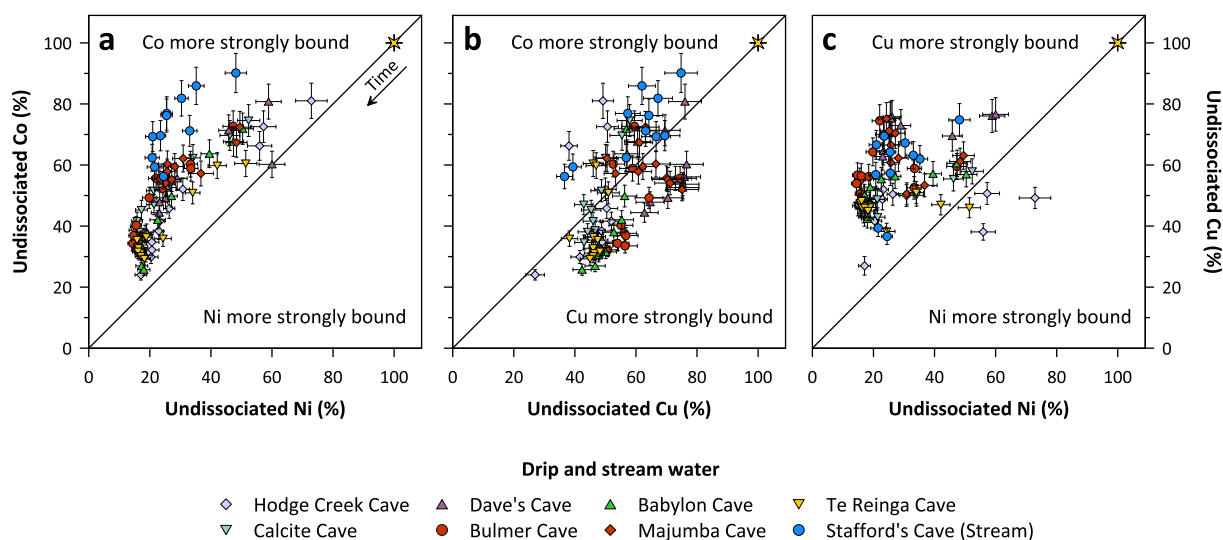 a
Co more strongly bound
Time
Ni more strongly bound
Undissociated Co (%)
100
80
60
40
20
0
0 20 40 60 80 100
Undissociated Ni (%)
b
Co more strongly bound
Cu more strongly bound
0 20 40 60 80 100
Undissociated Cu (%)
c
Cu more strongly bound
Ni more strongly bound
0 20 40 60 80 100
Undissociated Ni (%)
100
80
60
40
20
0
Undissociated Cu (%)
Drip and stream water
Hodge Creek Cave Dave's Cave Babylon Cave Te Reinga Cave
Calcite Cave Bulmer Cave Majumba Cave Stafford's Cave (Stream)